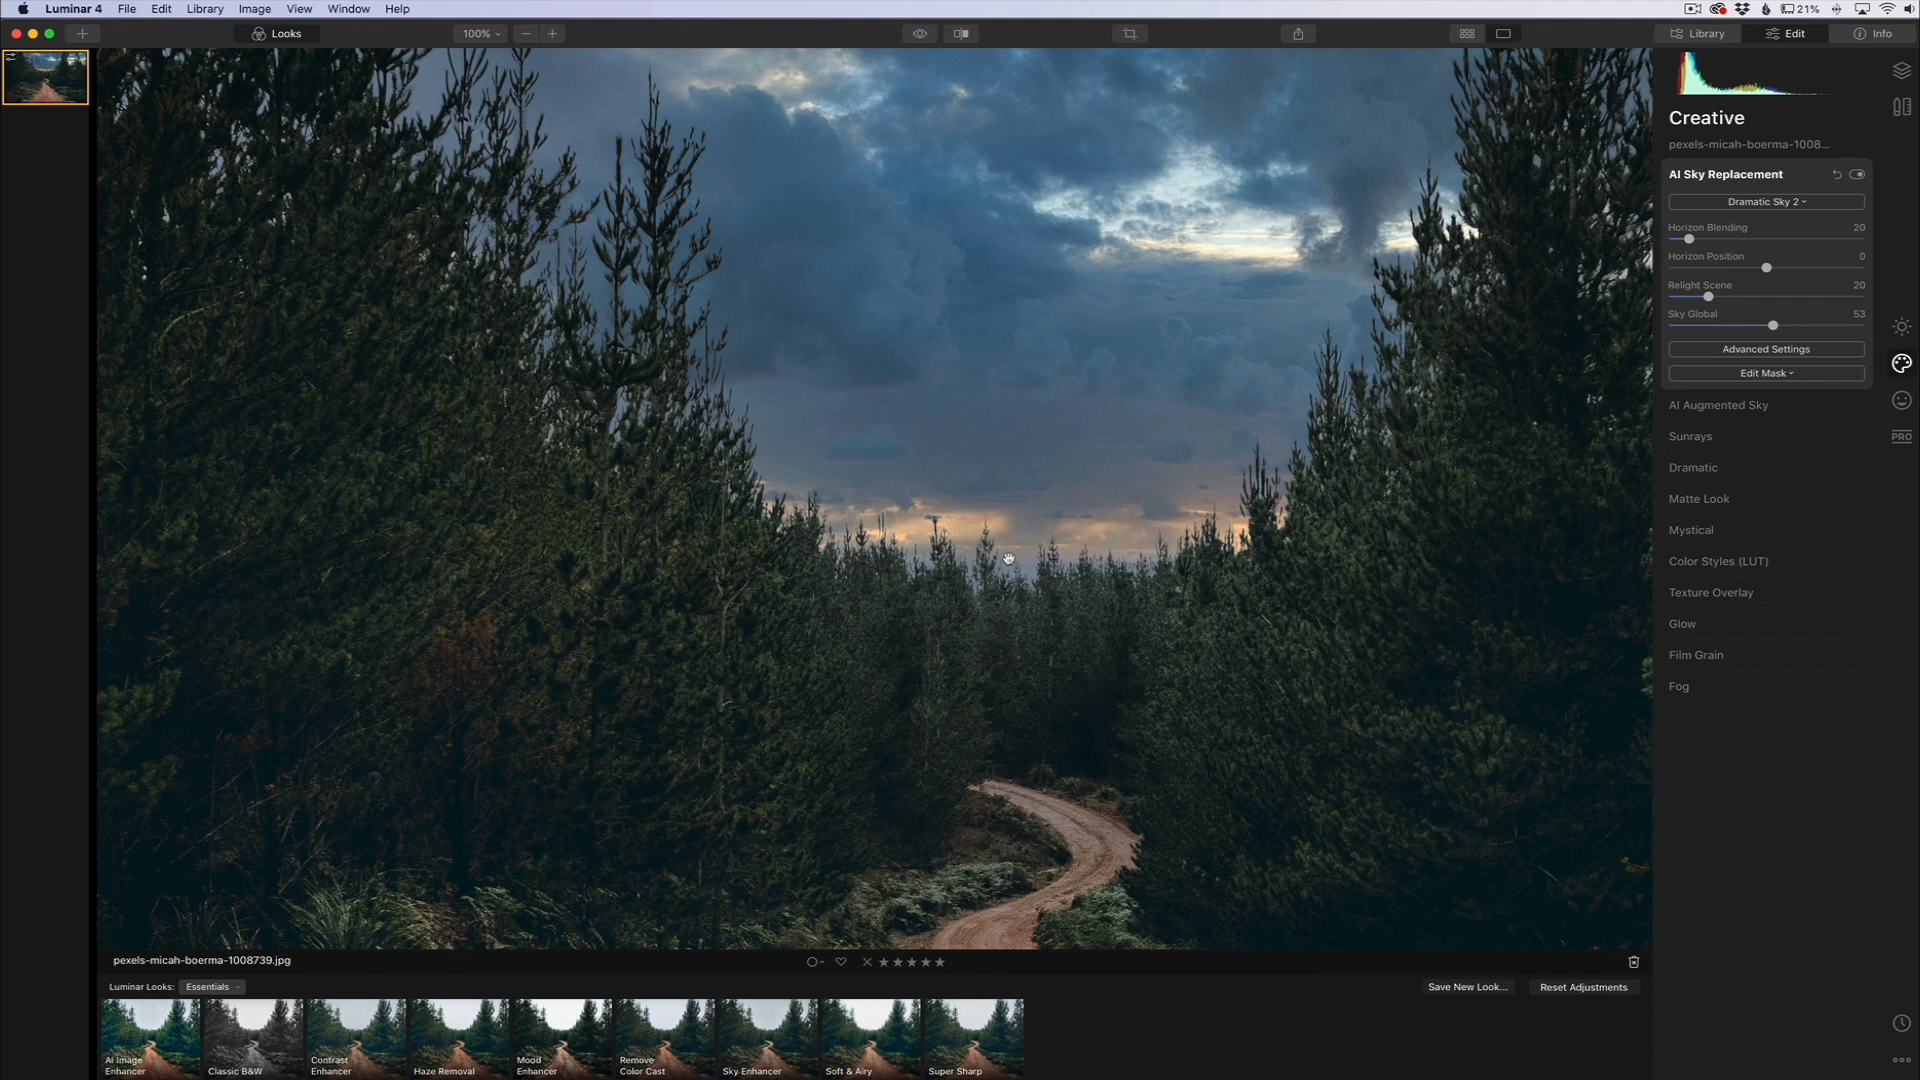 Luminar 4 File Edit Library Image View Window Help 21%
Looks 100% Library Edit Info
Creative
pexels-micah-boerma-1008...
AI Sky Replacement
Dramatic Sky 2
Horizon Blending 20
Horizon Position 0
Relight Scene 20
Sky Global 53
Advanced Settings
Edit Mask
AI Augmented Sky
Sunrays
PRO
Dramatic
Matte Look
Mystical
Color Styles (LUT)
Texture Overlay
Glow
Film Grain
Fog
pexels-micah-boerma-1008739.jpg
Luminar Looks: Essentials Save New Look... Reset Adjustments
AI Image
Enhancer
Classic B&W
Contrast
Enhancer
Haze Removal
Mood
Enhancer
Remove
Color Cast
Sky Enhancer
Soft & Airy
Super Sharp